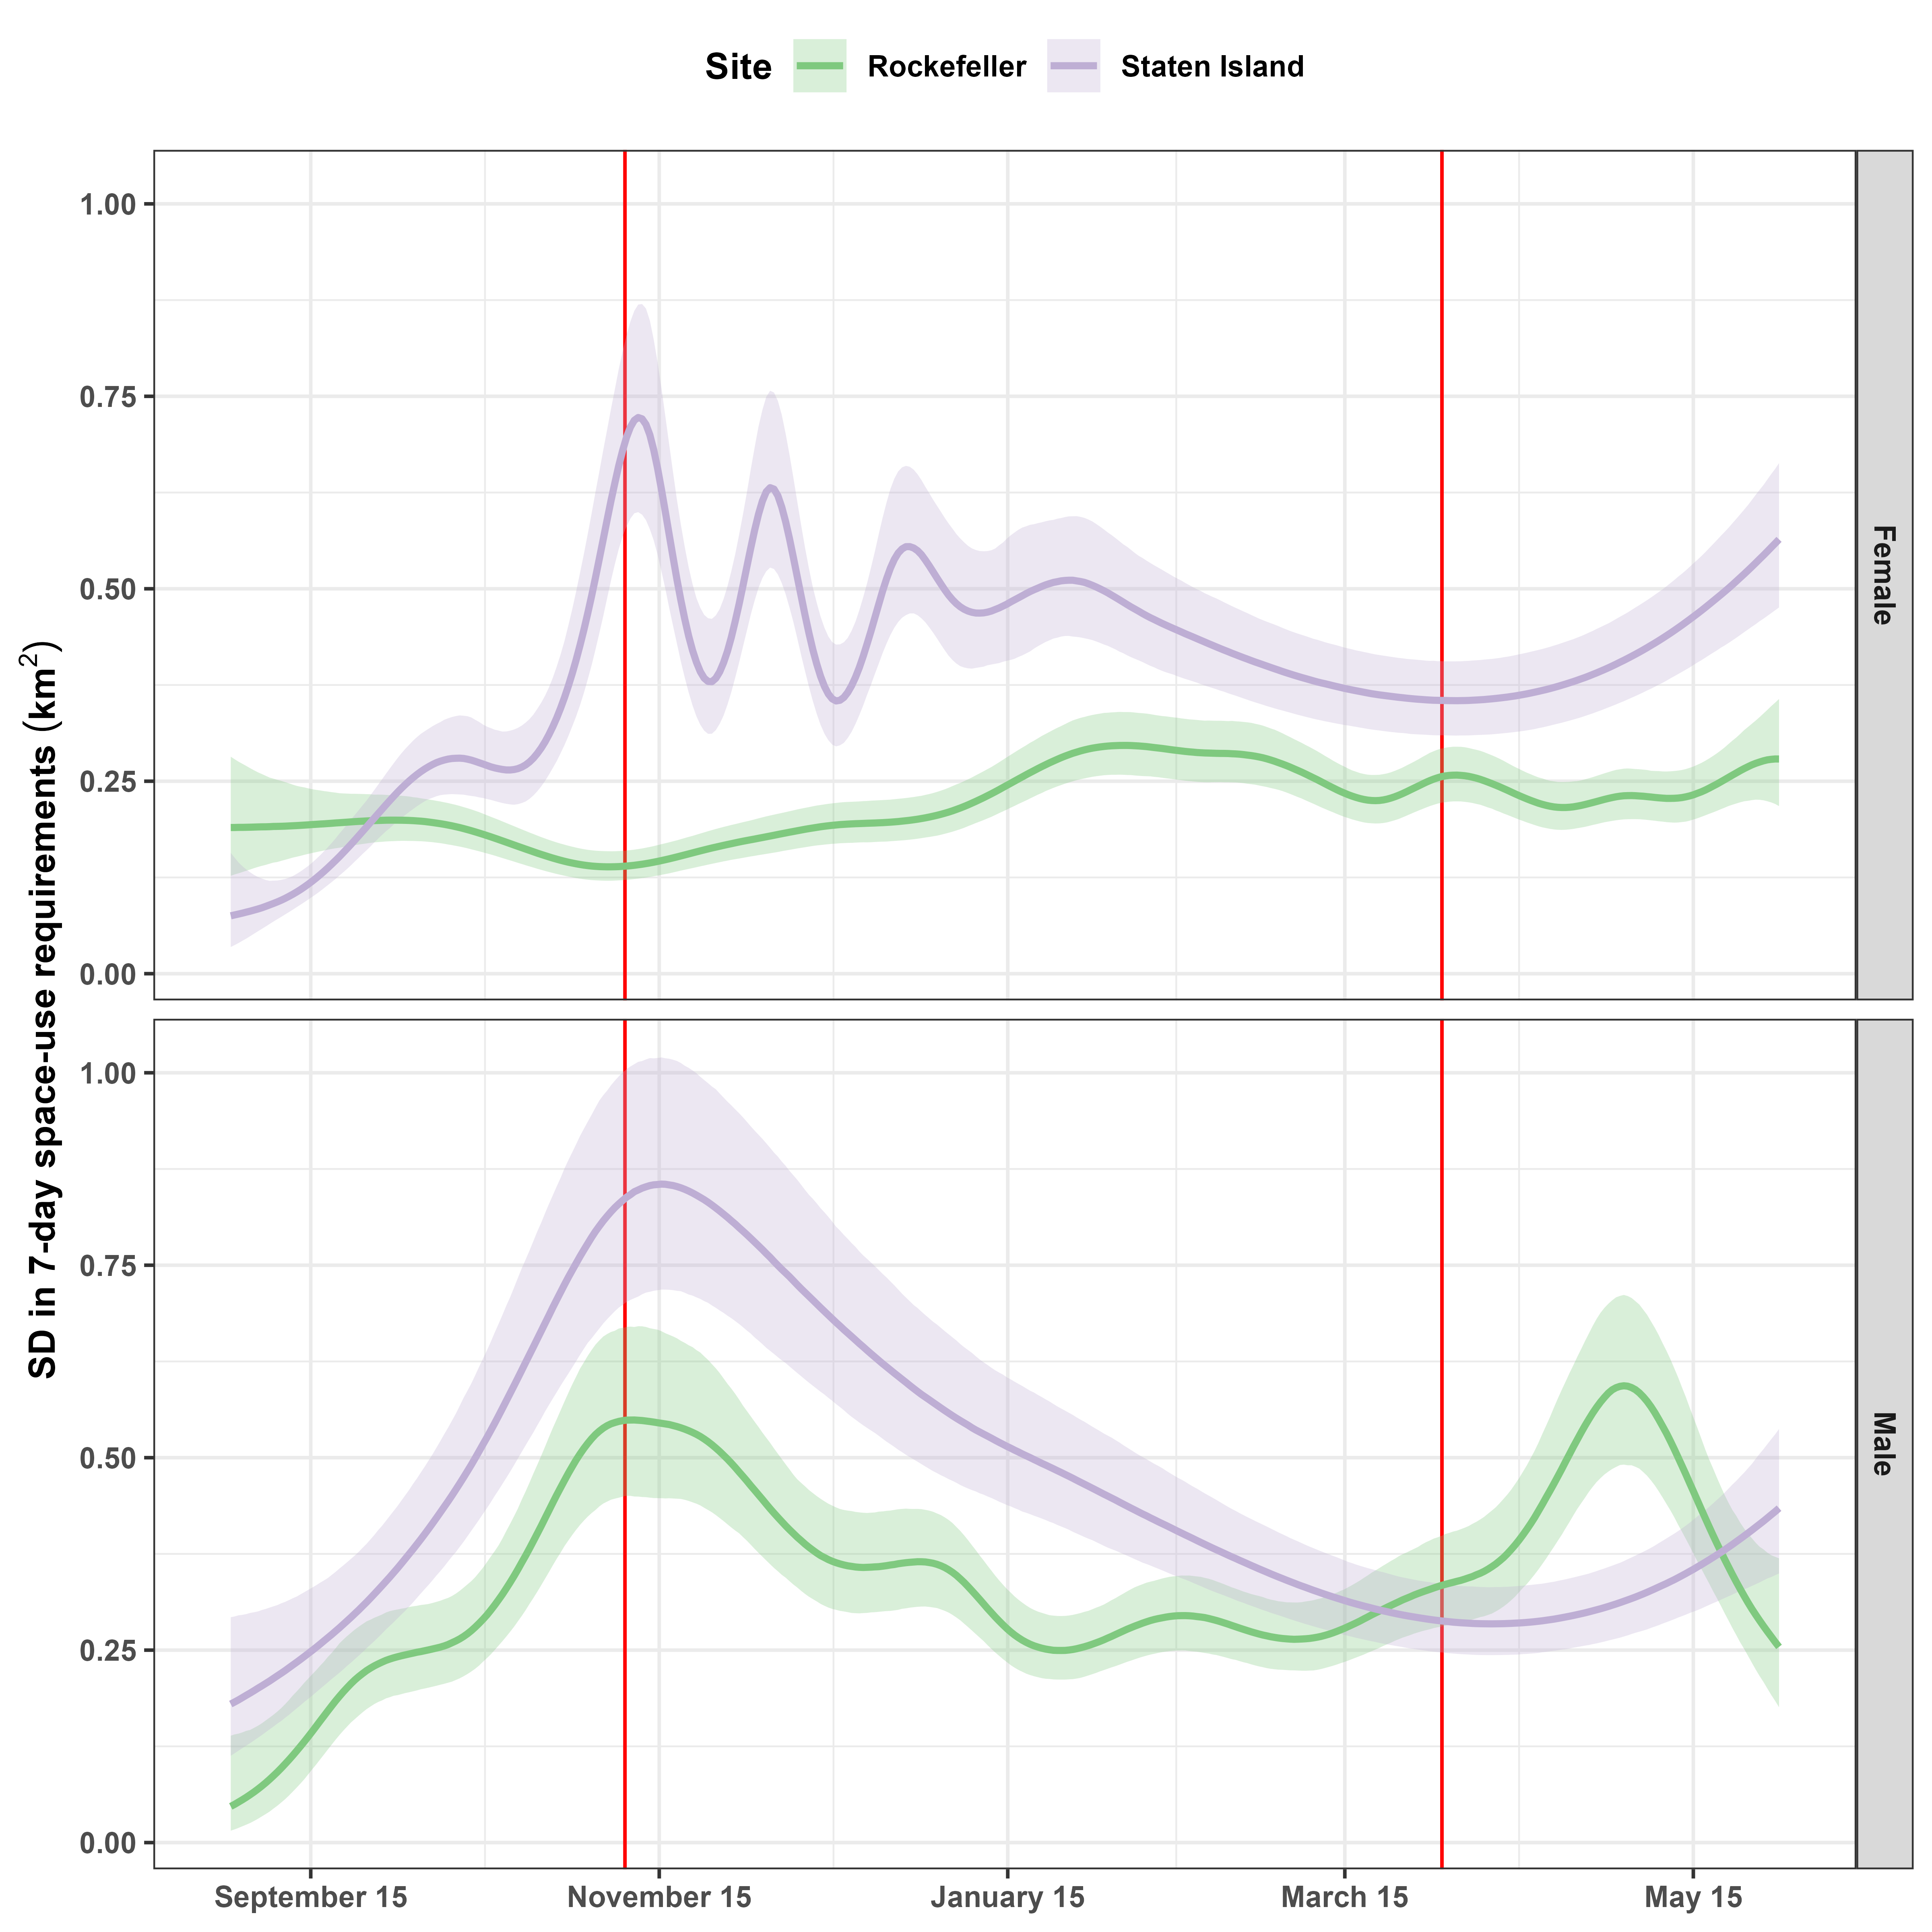 Site Rockefeller Staten Island
SD in 7-day space-use requirements (km²)
1.00
0.75
0.50
0.25
0.00
Female
1.00
0.75
0.50
0.25
0.00
Male
September 15 November 15 January 15 March 15 May 15